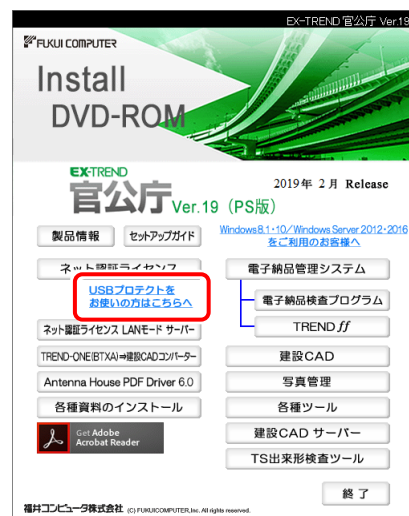 EX-TREND 官公庁 Ver.19
FUKUI COMPUTER
Install
DVD-ROM
EX-TREND
官公庁 Ver.19 (PS版)
2019年 2月 Release
製品情報
セットアップガイド
Windows8.1・10/Windows Server 2012・2016
をご利用のお客様へ
ネット認証ライセンス
USBプロテクトを
お使いの方はこちらへ
ネット認証ライセンス LANモード サーバー
TREND-ONE(BTXA)⇒建設CADコンバーター
Antenna House PDF Driver 6.0
各種資料のインストール
Get Adobe
Acrobat Reader
電子納品管理システム
電子納品検査プログラム
TREND ff
建設CAD
写真管理
各種ツール
建設CAD サーバー
TS出来形検査ツール
終了
福井コンピュータ株式会社 (C) FUKUICOMPUTER,Inc. All rights reserved.